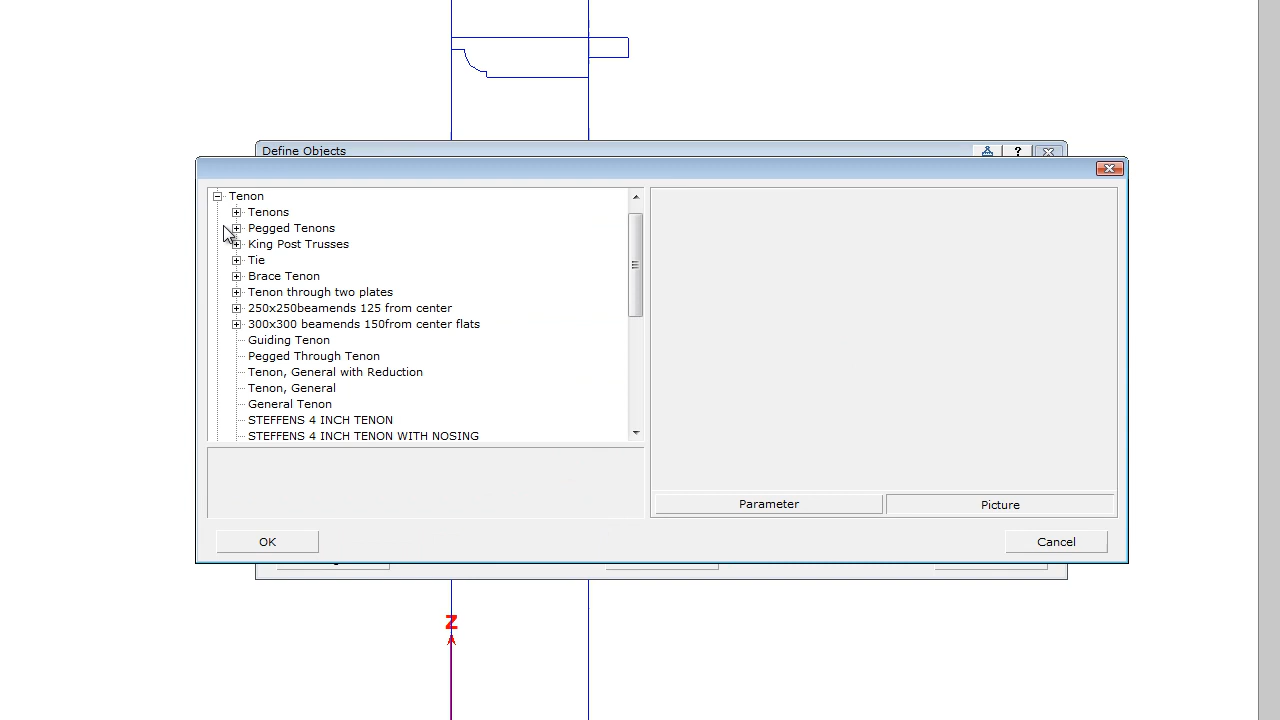 Define Objects
?
Tenon
Tenons
Pegged Tenons
King Post Trusses
Tie
Brace Tenon
Tenon through two plates
250x250beamends 125 from center
300x300 beamends 150from center flats
Guiding Tenon
Pegged Through Tenon
Tenon, General with Reduction
Tenon, General
General Tenon
STEFFENS 4 INCH TENON
STEFFENS 4 INCH TENON WITH NOSING
Parameter
Picture
OK
Cancel
Z